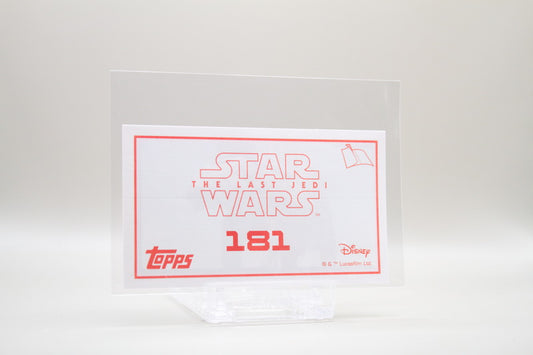 STAR
THE LAST JEDI
WARS
181
topps
Disney
© & ™ Lucasfilm Ltd.